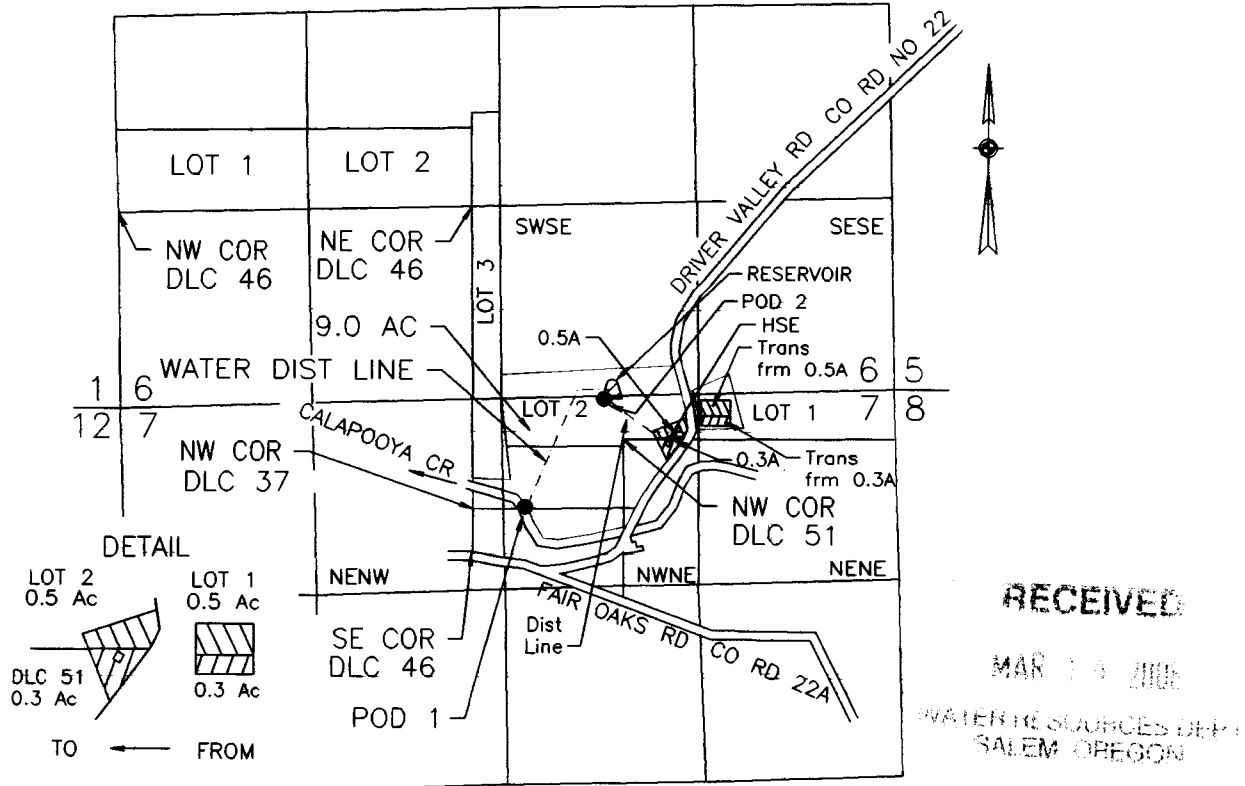 DRIVER VALLEY RD CO RD NO 22
LOT 1
LOT 2
NW COR
DLC 46
NE COR
DLC 46
LOT 3
SWSE
SESE
RESERVOIR
POD 2
HSE
Trans
frm 0.5A
9.0 AC
0.5A
WATER DIST LINE
1 6
12 7
6 5
7 8
LOT 2
LOT 1
CALAPOOYA CR
0.3A
Trans
frm 0.3A
NW COR
DLC 37
NW COR
DLC 51
DETAIL
LOT 2
0.5 Ac
LOT 1
0.5 Ac
DLC 51
0.3 Ac
0.3 Ac
TO
FROM
NENW
NWNE
NENE
FAIR OAKS RD CO RD 22A
Dist
Line
SE COR
DLC 46
POD 1
RECEIVED
MAR
WATER RESOURCES DEPT
SALEM OREGON